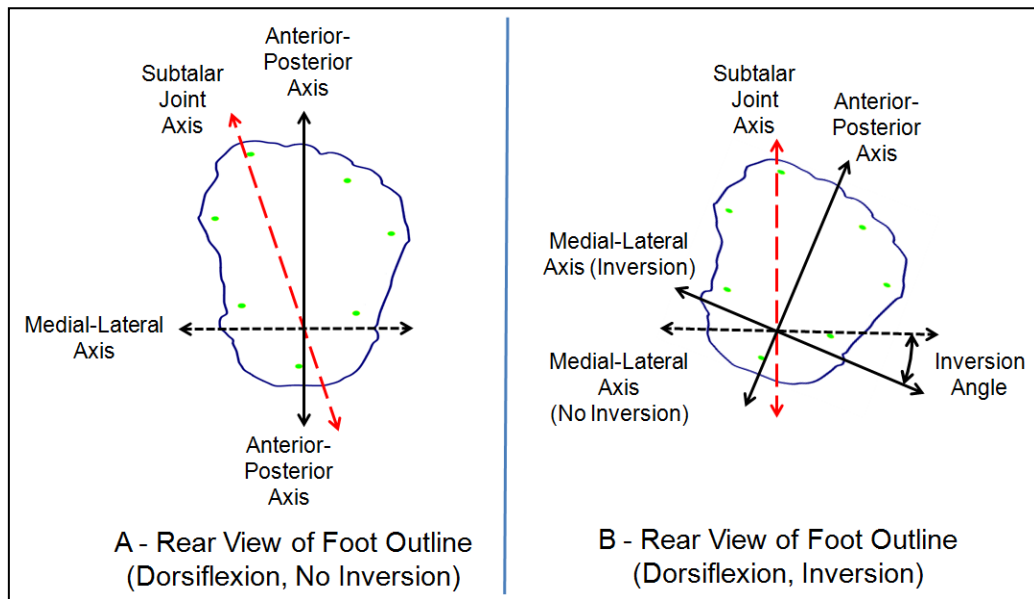 Anterior-
Posterior
Axis
Subtalar
Joint
Axis
Medial-Lateral
Axis
Anterior-
Posterior
Axis
A - Rear View of Foot Outline
(Dorsiflexion, No Inversion)
Subtalar
Joint
Axis
Anterior-
Posterior
Axis
Medial-Lateral
Axis (Inversion)
Medial-Lateral
Axis
(No Inversion)
Inversion
Angle
B - Rear View of Foot Outline
(Dorsiflexion, Inversion)